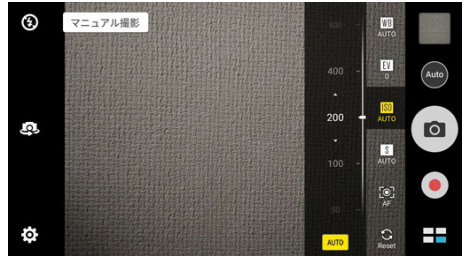 マニュアル撮影
800
400
200
100
50
AUTO
WB
AUTO
EV
0
ISO
AUTO
S
AUTO
AF
Reset
Auto